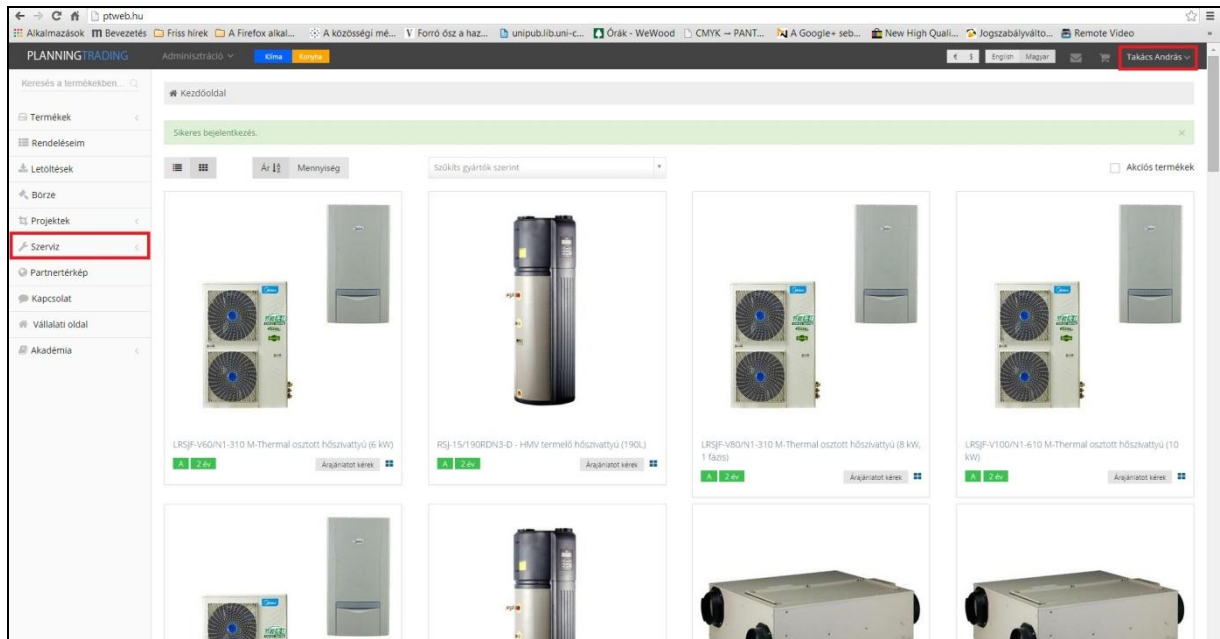 ptweb.hu
Alkalmazások Bevezetés Friss hírek A Firefox alkal... A közösségi mé... Forró ősz a haz... unipub.lib.uni-c... Órák - WeWood CMYK → PANT... A Google+ seb... New High Quali... Jogszabályválto... Remote Video »
PLANNINGTRADING Adminisztráció Klíma Konyha € $ English Magyar Takács András
Keresés a termékekben...
Kezdőoldal
Termékek
Sikeres bejelentkezés. ×
Rendeléseim
Letöltések
Ár Mennyiség Szűkíts gyártók szerint Akciós termékek
Börze
Projektek
Szerviz
Partnertérkép
Kapcsolat
Vállalati oldal
Akadémia
LRSJF-V60/N1-310 M-Thermal osztott hőszivattyú (6 kW)
A 2 év Árajánlatot kérek
RSJ-15/190RDN3-D - HMV termelő hőszivattyú (190L)
A 2 év Árajánlatot kérek
LRSJF-V80/N1-310 M-Thermal osztott hőszivattyú (8 kW,
1 fázis)
A 2 év Árajánlatot kérek
LRSJF-V100/N1-610 M-Thermal osztott hőszivattyú (10
kW)
A 2 év Árajánlatot kérek